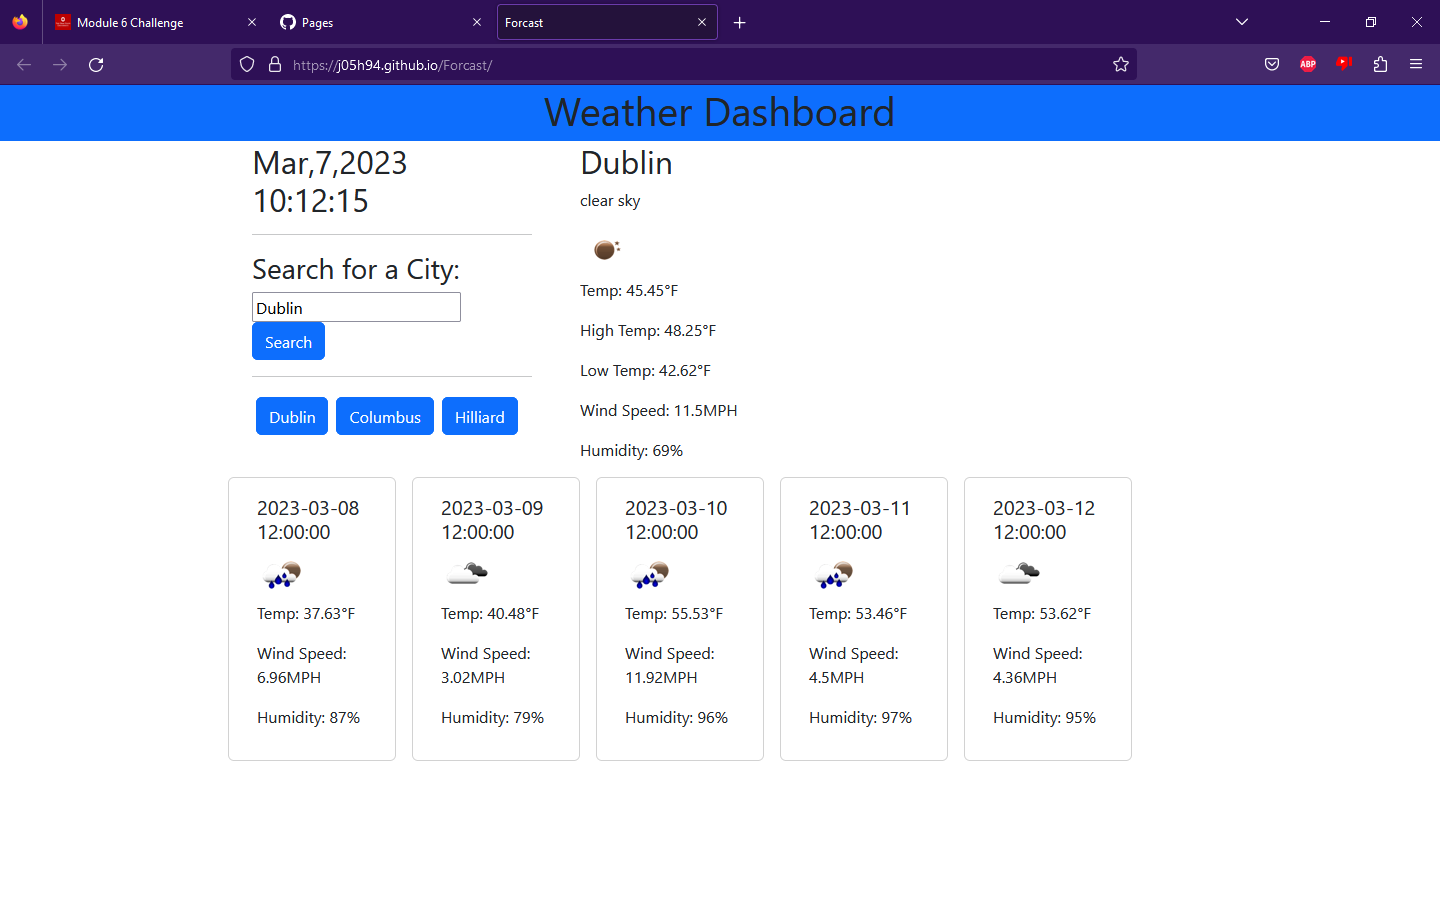 Module 6 Challenge
Pages
Forcast
https://j05h94.github.io/Forcast/
ABP
Weather Dashboard
Mar,7,2023
10:12:15
Search for a City:
Dublin
Search
Dublin
Columbus
Hilliard
Dublin
clear sky
Temp: 45.45°F
High Temp: 48.25°F
Low Temp: 42.62°F
Wind Speed: 11.5MPH
Humidity: 69%
2023-03-08
12:00:00
Temp: 37.63°F
Wind Speed:
6.96MPH
Humidity: 87%
2023-03-09
12:00:00
Temp: 40.48°F
Wind Speed:
3.02MPH
Humidity: 79%
2023-03-10
12:00:00
Temp: 55.53°F
Wind Speed:
11.92MPH
Humidity: 96%
2023-03-11
12:00:00
Temp: 53.46°F
Wind Speed:
4.5MPH
Humidity: 97%
2023-03-12
12:00:00
Temp: 53.62°F
Wind Speed:
4.36MPH
Humidity: 95%